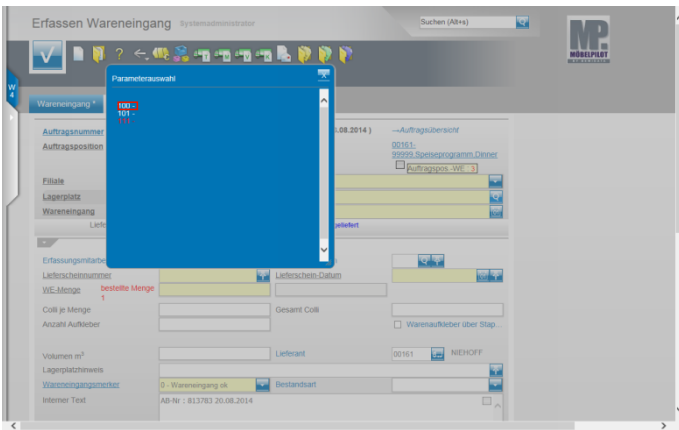 Erfassen Wareneingang Systemadministrator
Suchen (Alt+s)
MP
MÖBELPILOT
W
4
Parameterauswahl
100 -
101 -
111
Wareneingang *
Auftragsnummer
.08.2014 )
→Auftragsübersicht
Auftragsposition
00161-
99999.Speiseprogramm.Dinner
Auftragspos.-WE 3
Filiale
Lagerplatz
Wareneingang
Liefe
geliefert
Erfassungsmitarbe
Lieferscheinnummer
Lieferschein-Datum
WE-Menge
bestellte Menge
1
Colli je Menge
Gesamt Colli
Anzahl Aufkleber
Warenaufkleber über Stap...
Volumen m³
Lieferant
00161
NIEHOFF
Lagerplatzhinweis
Wareneingangsmerker
0 - Wareneingang ok
Bestandsart
Interner Text
AB-Nr : 813783 20.08.2014